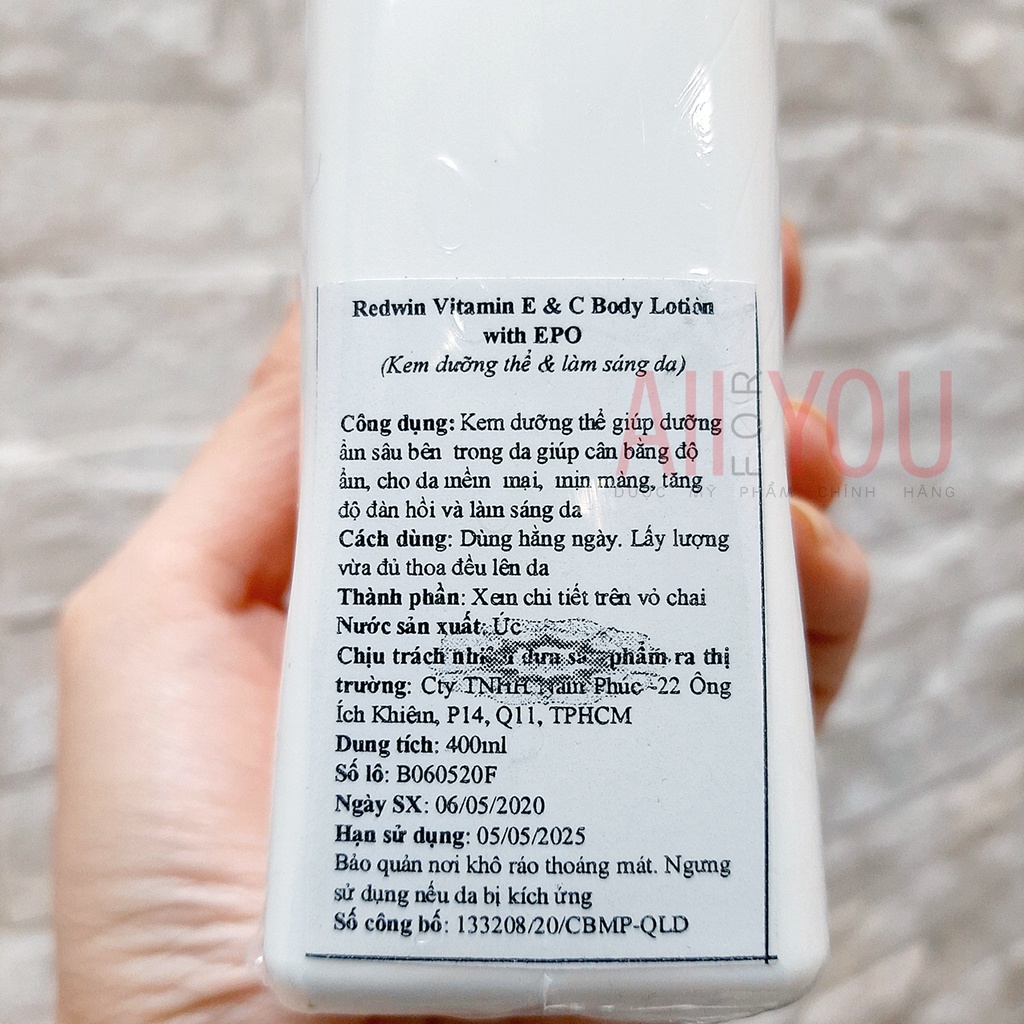 Redwin Vitamin E & C Body Lotion
with EPO
(Kem dưỡng thể & làm sáng da)
Công dụng: Kem dưỡng thể giúp dưỡng
ẩm sâu bên trong da giúp cân bằng độ
ẩm, cho da mềm mại, mịn màng, tăng
độ đàn hồi và làm sáng da
Cách dùng: Dùng hằng ngày. Lấy lượng
vừa đủ thoa đều lên da
Thành phần: Xem chi tiết trên vỏ chai
Nước sản xuất: Úc
Chịu trách nhiệm đưa sản phẩm ra thị
trường: Cty TNHH Nam Phúc -22 Ông
Ích Khiêm, P14, Q11, TPHCM
Dung tích: 400ml
Số lô: B060520F
Ngày SX: 06/05/2020
Hạn sử dụng: 05/05/2025
Bảo quản nơi khô ráo thoáng mát. Ngưng
sử dụng nếu da bị kích ứng
Số công bố: 133208/20/CBMP-QLD
All FOR YOU
DƯỢC MỸ PHẨM CHÍNH HÃNG